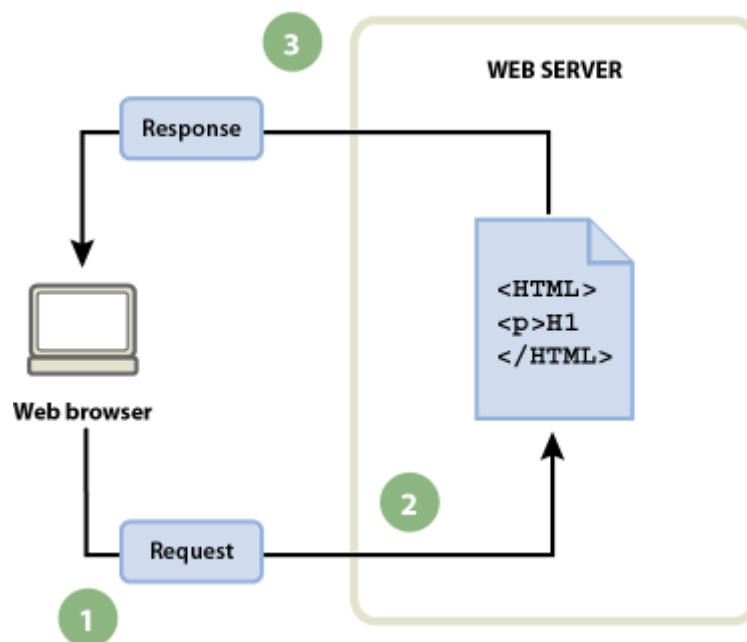 3
WEB SERVER
Response
<HTML>
<p>H1
</HTML>
Web browser
2
Request
1